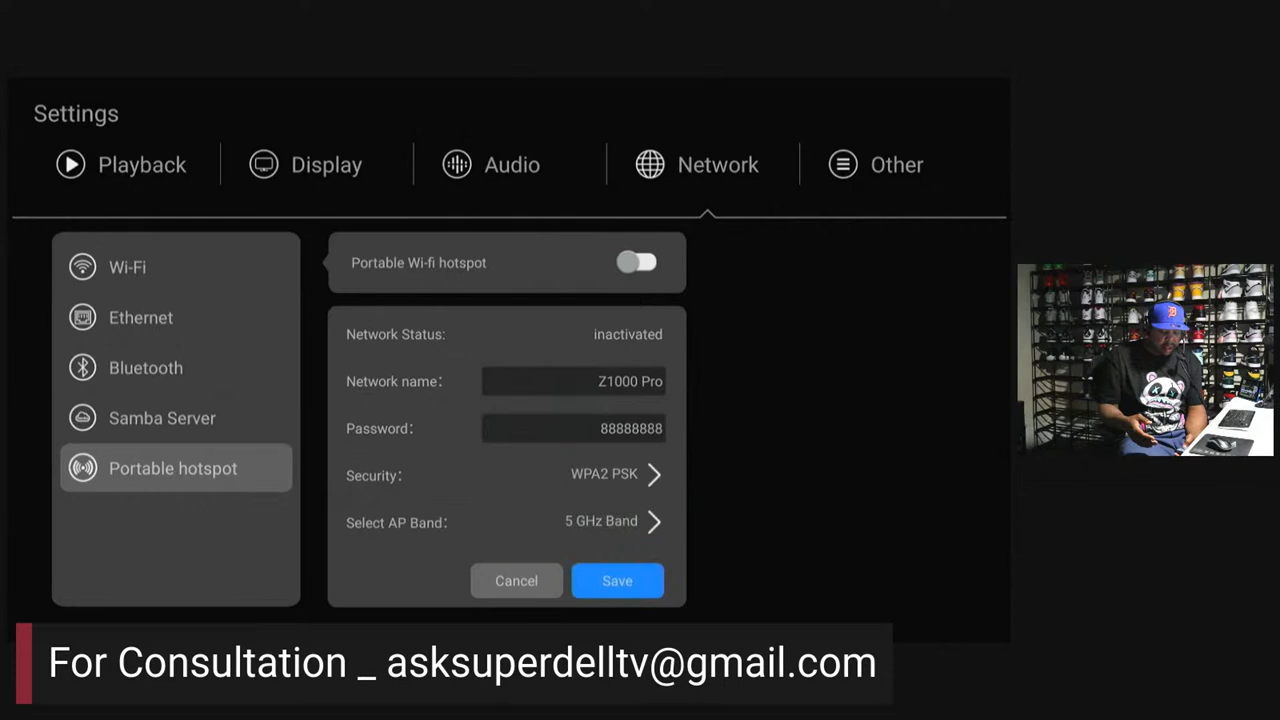 Settings
Playback
Display
Audio
Network
Other
Wi-Fi
Ethernet
Bluetooth
Samba Server
Portable hotspot
Portable Wi-fi hotspot
Network Status: inactivated
Network name: Z1000 Pro
Password: 88888888
Security: WPA2 PSK
Select AP Band: 5 GHz Band
Cancel
Save
For Consultation _ asksuperdelltv@gmail.com